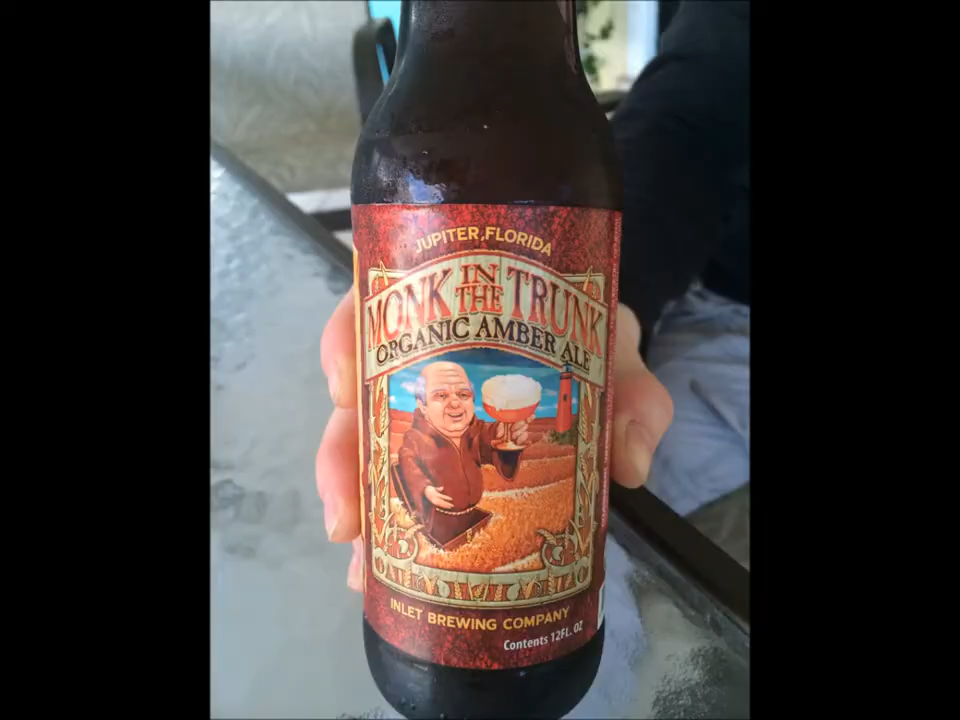 JUPITER, FLORIDA
MONK IN THE TRUNK
ORGANIC AMBER ALE
INLET BREWING COMPANY
Contents 12FL. OZ